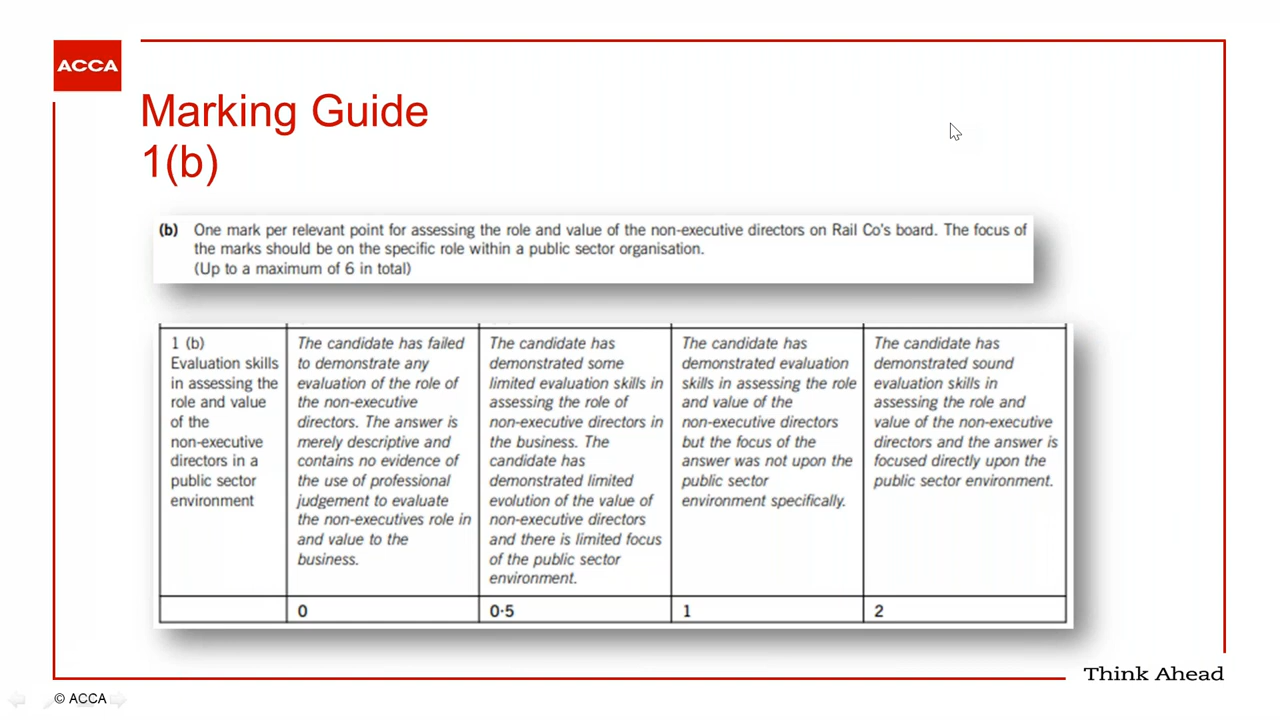 ACCA
Marking Guide
1(b)
(b) One mark per relevant point for assessing the role and value of the non-executive directors on Rail Co's board. The focus of
the marks should be on the specific role within a public sector organisation.
(Up to a maximum of 6 in total)
1 (b)
Evaluation skills
in assessing the
role and value
of the
non-executive
directors in a
public sector
environment
The candidate has failed
to demonstrate any
evaluation of the role of
the non-executive
directors. The answer is
merely descriptive and
contains no evidence of
the use of professional
judgement to evaluate
the non-executives role in
and value to the
business.
The candidate has
demonstrated some
limited evaluation skills in
assessing the role of
non-executive directors in
the business. The
candidate has
demonstrated limited
evolution of the value of
non-executive directors
and there is limited focus
of the public sector
environment.
The candidate has
demonstrated evaluation
skills in assessing the role
and value of the
non-executive directors
but the focus of the
answer was not upon the
public sector
environment specifically.
The candidate has
demonstrated sound
evaluation skills in
assessing the role and
value of the non-executive
directors and the answer is
focused directly upon the
public sector environment.
0
0·5
1
2
Think Ahead
© ACCA